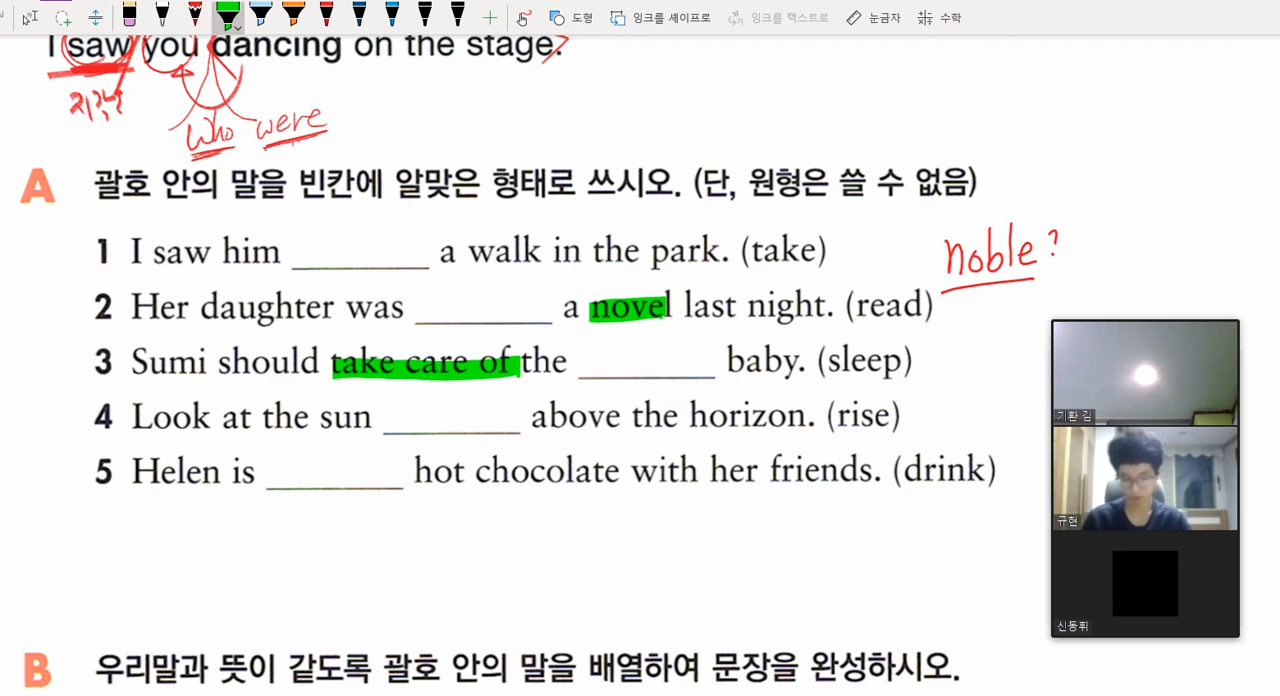 도형 잉크를 셰이프로 잉크를 텍스트로 눈금자 수학
I saw you dancing on the stage.
지각
who were
A 괄호 안의 말을 빈칸에 알맞은 형태로 쓰시오. (단, 원형은 쓸 수 없음)
1 I saw him ________ a walk in the park. (take)
noble?
2 Her daughter was ________ a novel last night. (read)
3 Sumi should take care of the ________ baby. (sleep)
4 Look at the sun ________ above the horizon. (rise)
기환 김
5 Helen is ________ hot chocolate with her friends. (drink)
규현
신동휘
B 우리말과 뜻이 같도록 괄호 안의 말을 배열하여 문장을 완성하시오.